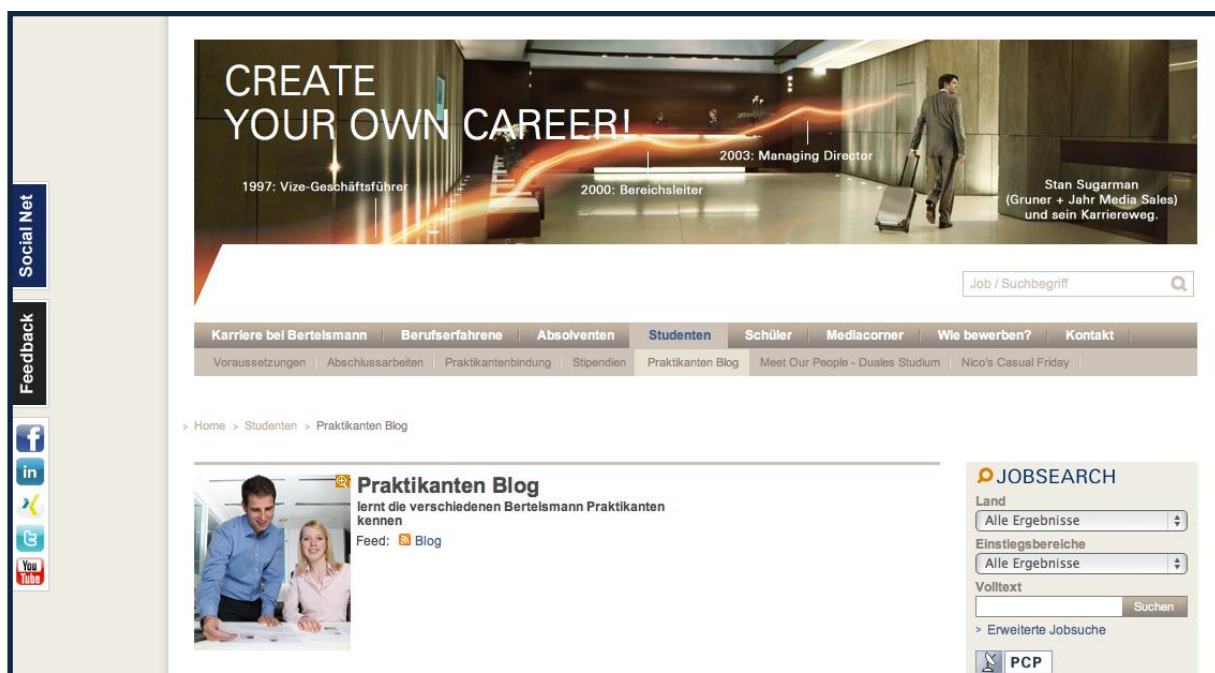 CREATE
YOUR OWN CAREER!
2003: Managing Director
1997: Vize-Geschäftsführer
2000: Bereichsleiter
Stan Sugarman
(Gruner + Jahr Media Sales)
und sein Karriereweg.
Social Net
Feedback
Job / Suchbegriff
Karriere bei Bertelsmann Berufserfahrene Absolventen Studenten Schüler Mediacorner Wie bewerben? Kontakt
Voraussetzungen Abschlussarbeiten Praktikantenbindung Stipendien Praktikanten Blog Meet Our People - Duales Studium Nico's Casual Friday
> Home > Studenten > Praktikanten Blog
f
in
t
You
Tube
Praktikanten Blog
lernt die verschiedenen Bertelsmann Praktikanten
kennen
Feed: Blog
JOBSEARCH
Land
Alle Ergebnisse
Einstiegsbereiche
Alle Ergebnisse
Volltext
Suchen
> Erweiterte Jobsuche
PCP